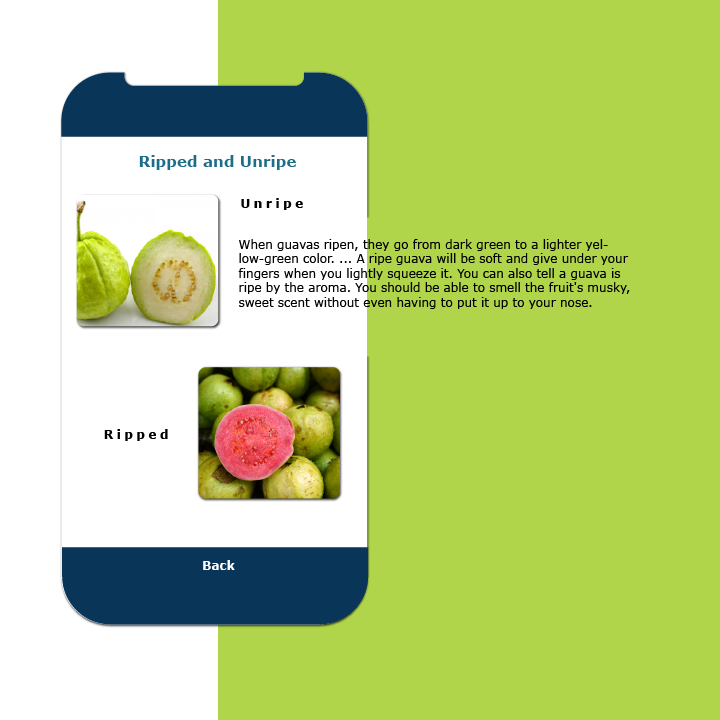 Ripped and Unripe
Unripe
When guavas ripen, they go from dark green to a lighter yel-
low-green color. ... A ripe guava will be soft and give under your
fingers when you lightly squeeze it. You can also tell a guava is
ripe by the aroma. You should be able to smell the fruit's musky,
sweet scent without even having to put it up to your nose.
Ripped
Back